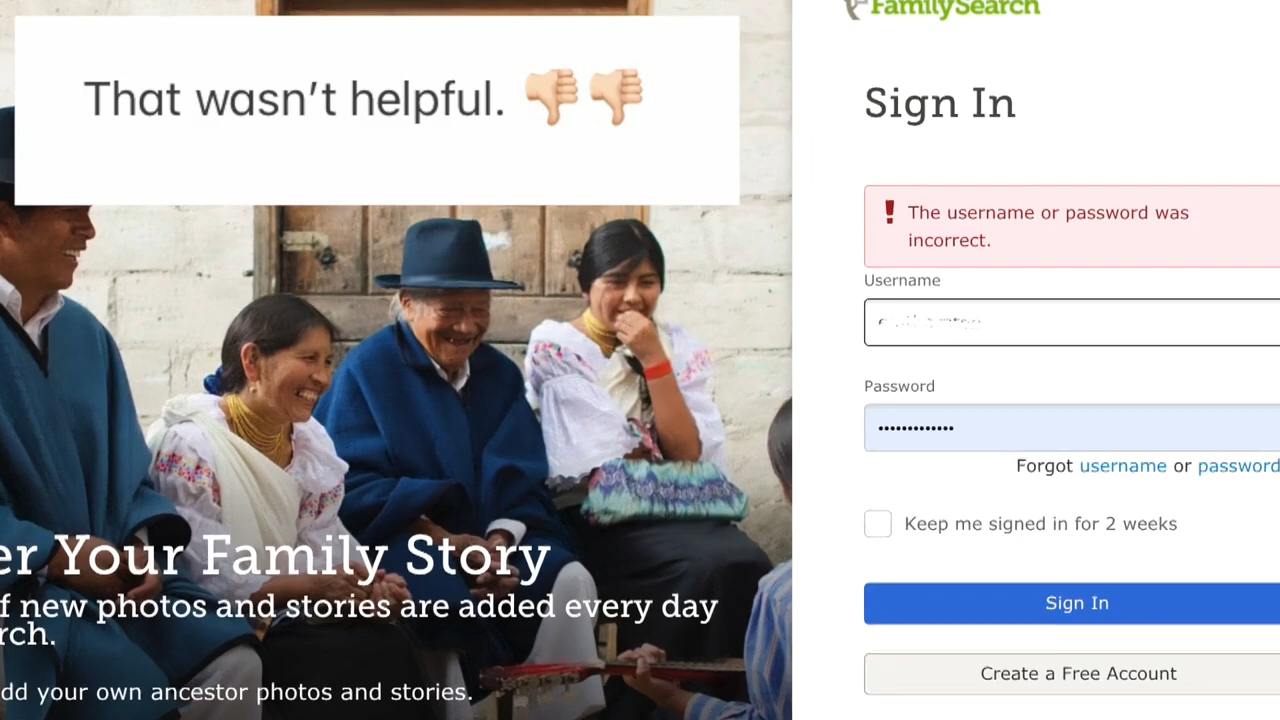 That wasn't helpful. 👎🏻👎🏻
er Your Family Story
f new photos and stories are added every day
rch.
dd your own ancestor photos and stories.
FamilySearch
Sign In
The username or password was
incorrect.
Username
Password
•••••••••••••
Forgot username or password
Keep me signed in for 2 weeks
Sign In
Create a Free Account